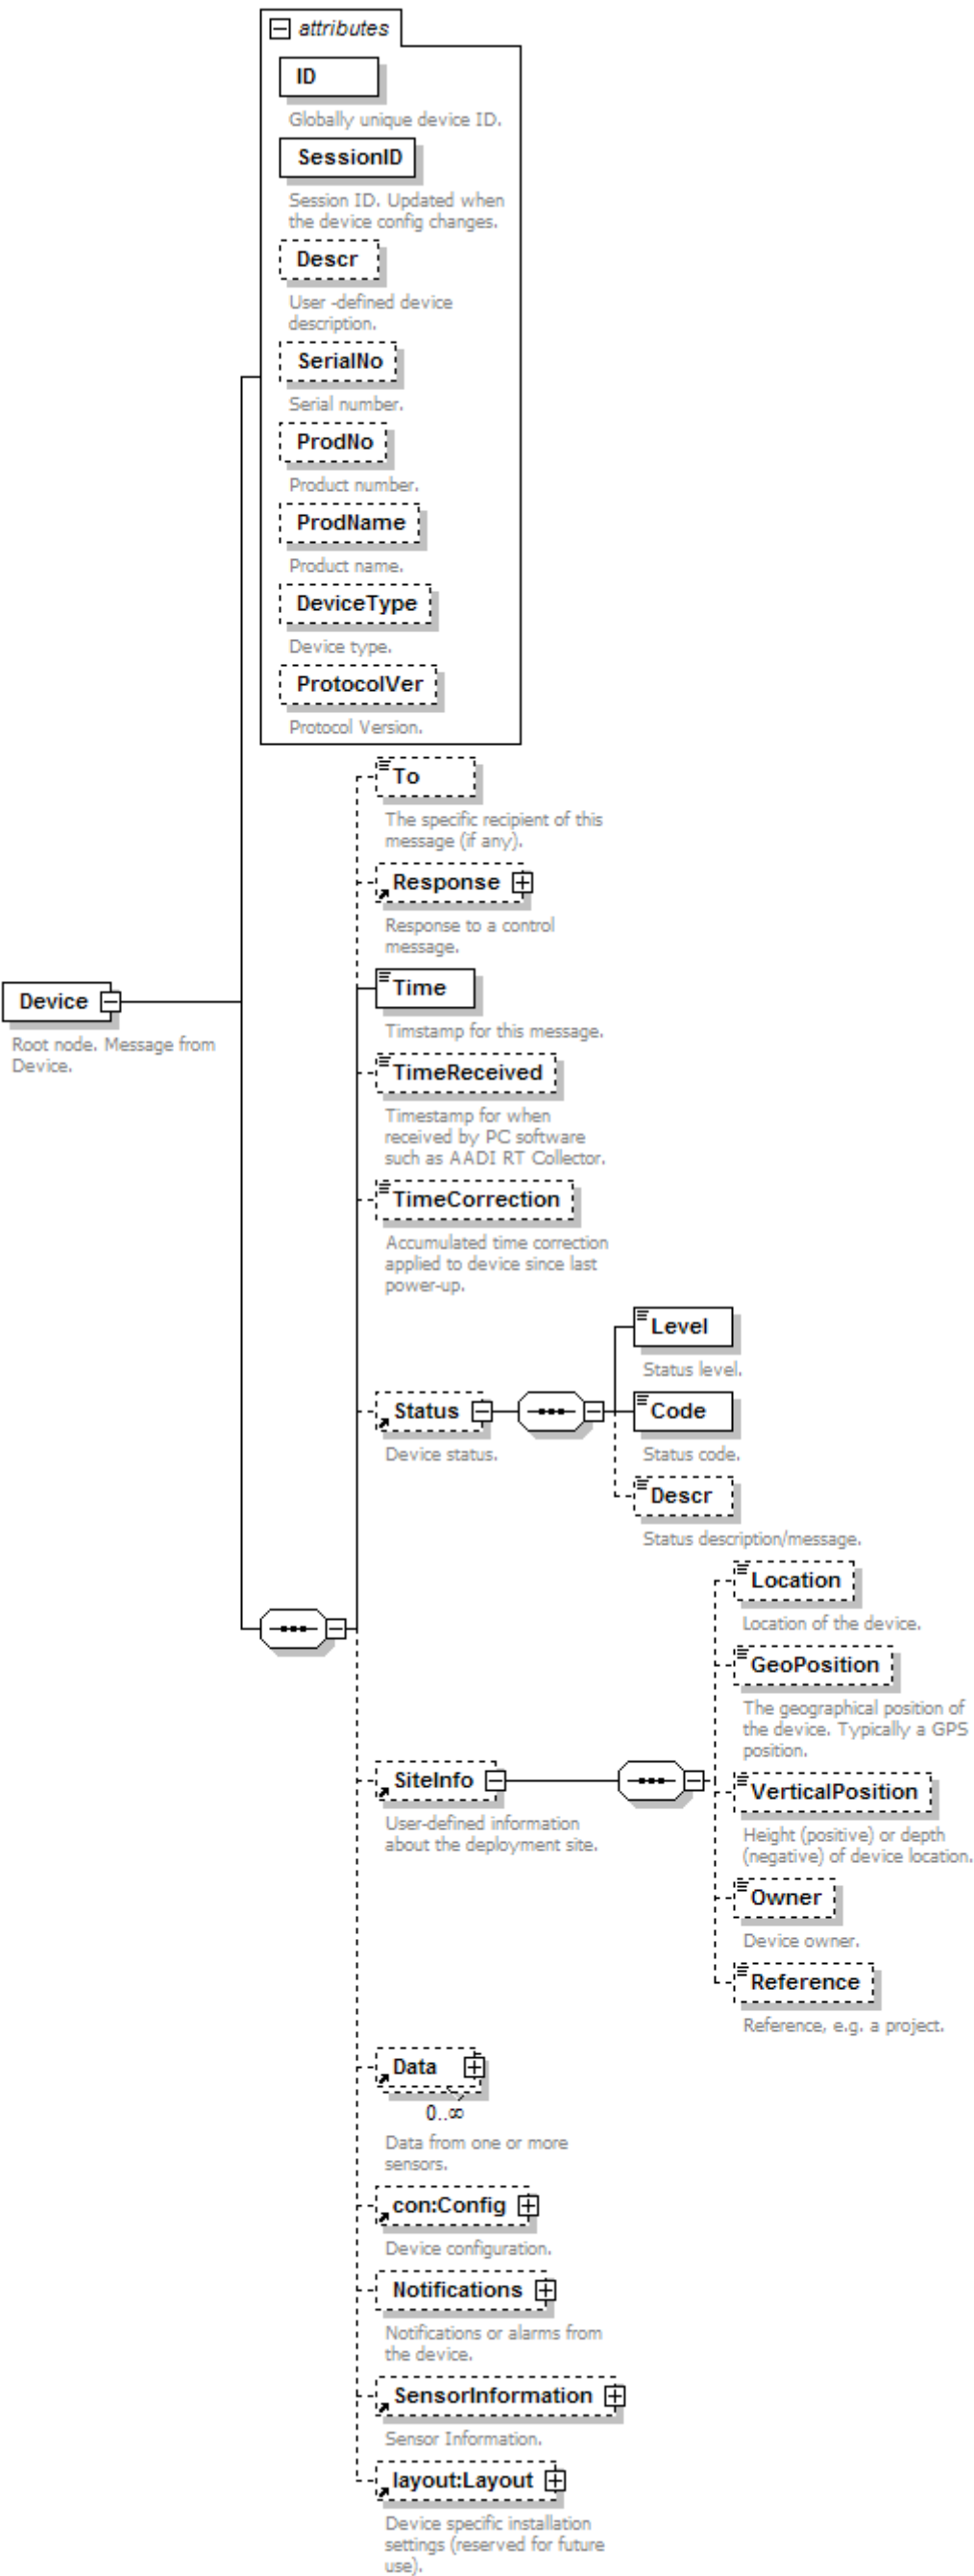 attributes
ID
Globally unique device ID.
SessionID
Session ID. Updated when
the device config changes.
Descr
User -defined device
description.
SerialNo
Serial number.
ProdNo
Product number.
ProdName
Product name.
DeviceType
Device type.
ProtocolVer
Protocol Version.
Device
Root node. Message from
Device.
To
The specific recipient of this
message (if any).
Response
Response to a control
message.
Time
Timstamp for this message.
TimeReceived
Timestamp for when
received by PC software
such as AADI RT Collector.
TimeCorrection
Accumulated time correction
applied to device since last
power-up.
Status
Device status.
Level
Status level.
Code
Status code.
Descr
Status description/message.
SiteInfo
User-defined information
about the deployment site.
Location
Location of the device.
GeoPosition
The geographical position of
the device. Typically a GPS
position.
VerticalPosition
Height (positive) or depth
(negative) of device location.
Owner
Device owner.
Reference
Reference, e.g. a project.
Data
0..∞
Data from one or more
sensors.
con:Config
Device configuration.
Notifications
Notifications or alarms from
the device.
SensorInformation
Sensor Information.
layout:Layout
Device specific installation
settings (reserved for future
use).